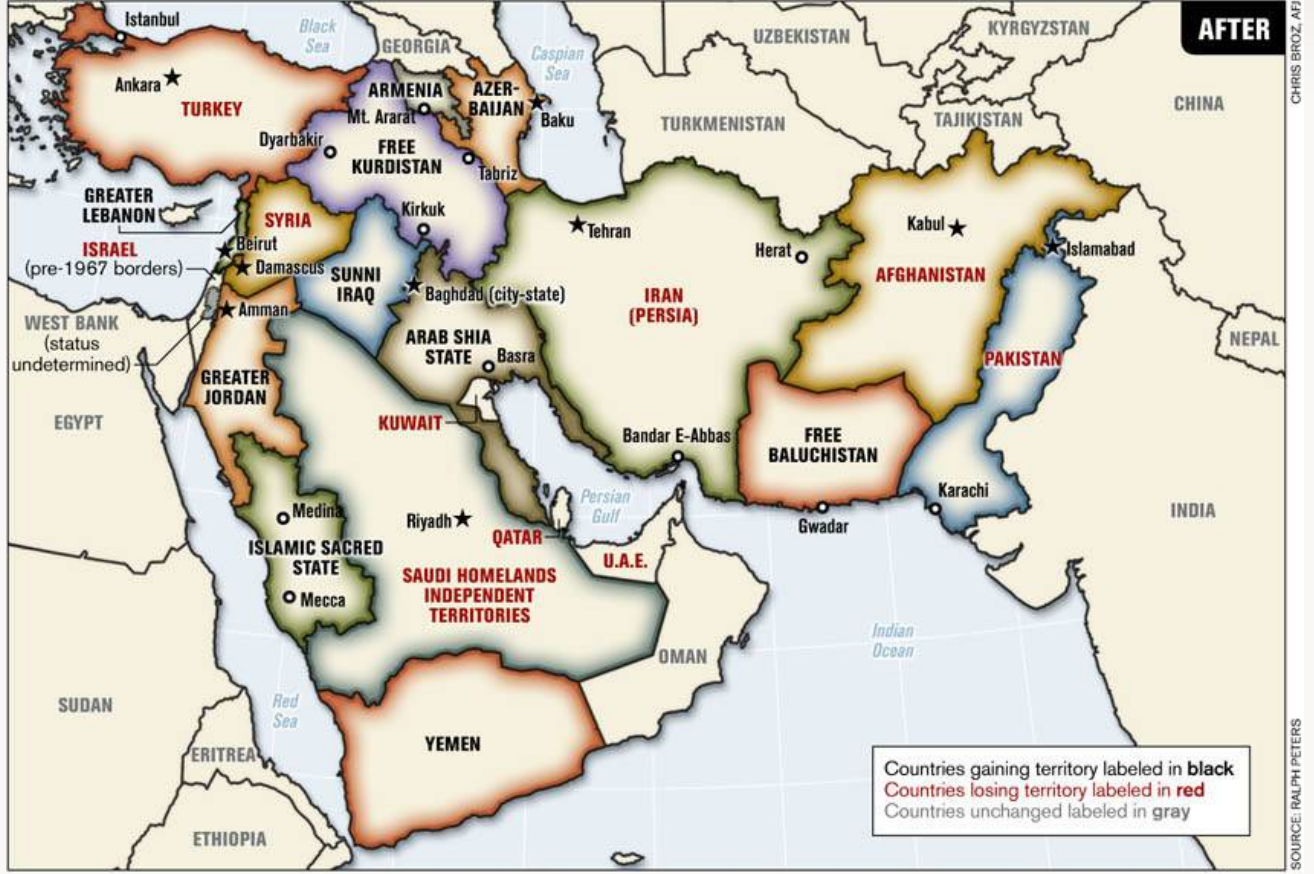 AFTER
CHRIS BROZ, AFJ
Istanbul
Black
Sea
GEORGIA
Caspian
Sea
UZBEKISTAN
KYRGYZSTAN
Ankara
TURKEY
ARMENIA
Mt. Ararat
AZER-
BAIJAN
Baku
TURKMENISTAN
TAJIKISTAN
CHINA
Dyarbakir
FREE
KURDISTAN
Tabriz
GREATER
LEBANON
SYRIA
Kirkuk
Tehran
Herat
Kabul
Islamabad
ISRAEL
(pre-1967 borders)
Beirut
Damascus
SUNNI
IRAQ
Baghdad (city-state)
IRAN
(PERSIA)
AFGHANISTAN
WEST BANK
(status
undetermined)
Amman
ARAB SHIA
STATE
Basra
NEPAL
PAKISTAN
GREATER
JORDAN
EGYPT
KUWAIT
Bandar E-Abbas
FREE
BALUCHISTAN
Karachi
Gwadar
INDIA
Persian
Gulf
Medina
Riyadh
QATAR
U.A.E.
ISLAMIC SACRED
STATE
Mecca
SAUDI HOMELANDS
INDEPENDENT
TERRITORIES
OMAN
Indian
Ocean
SUDAN
Red
Sea
ERITREA
YEMEN
ETHIOPIA
Countries gaining territory labeled in black
Countries losing territory labeled in red
Countries unchanged labeled in gray
SOURCE: RALPH PETERS